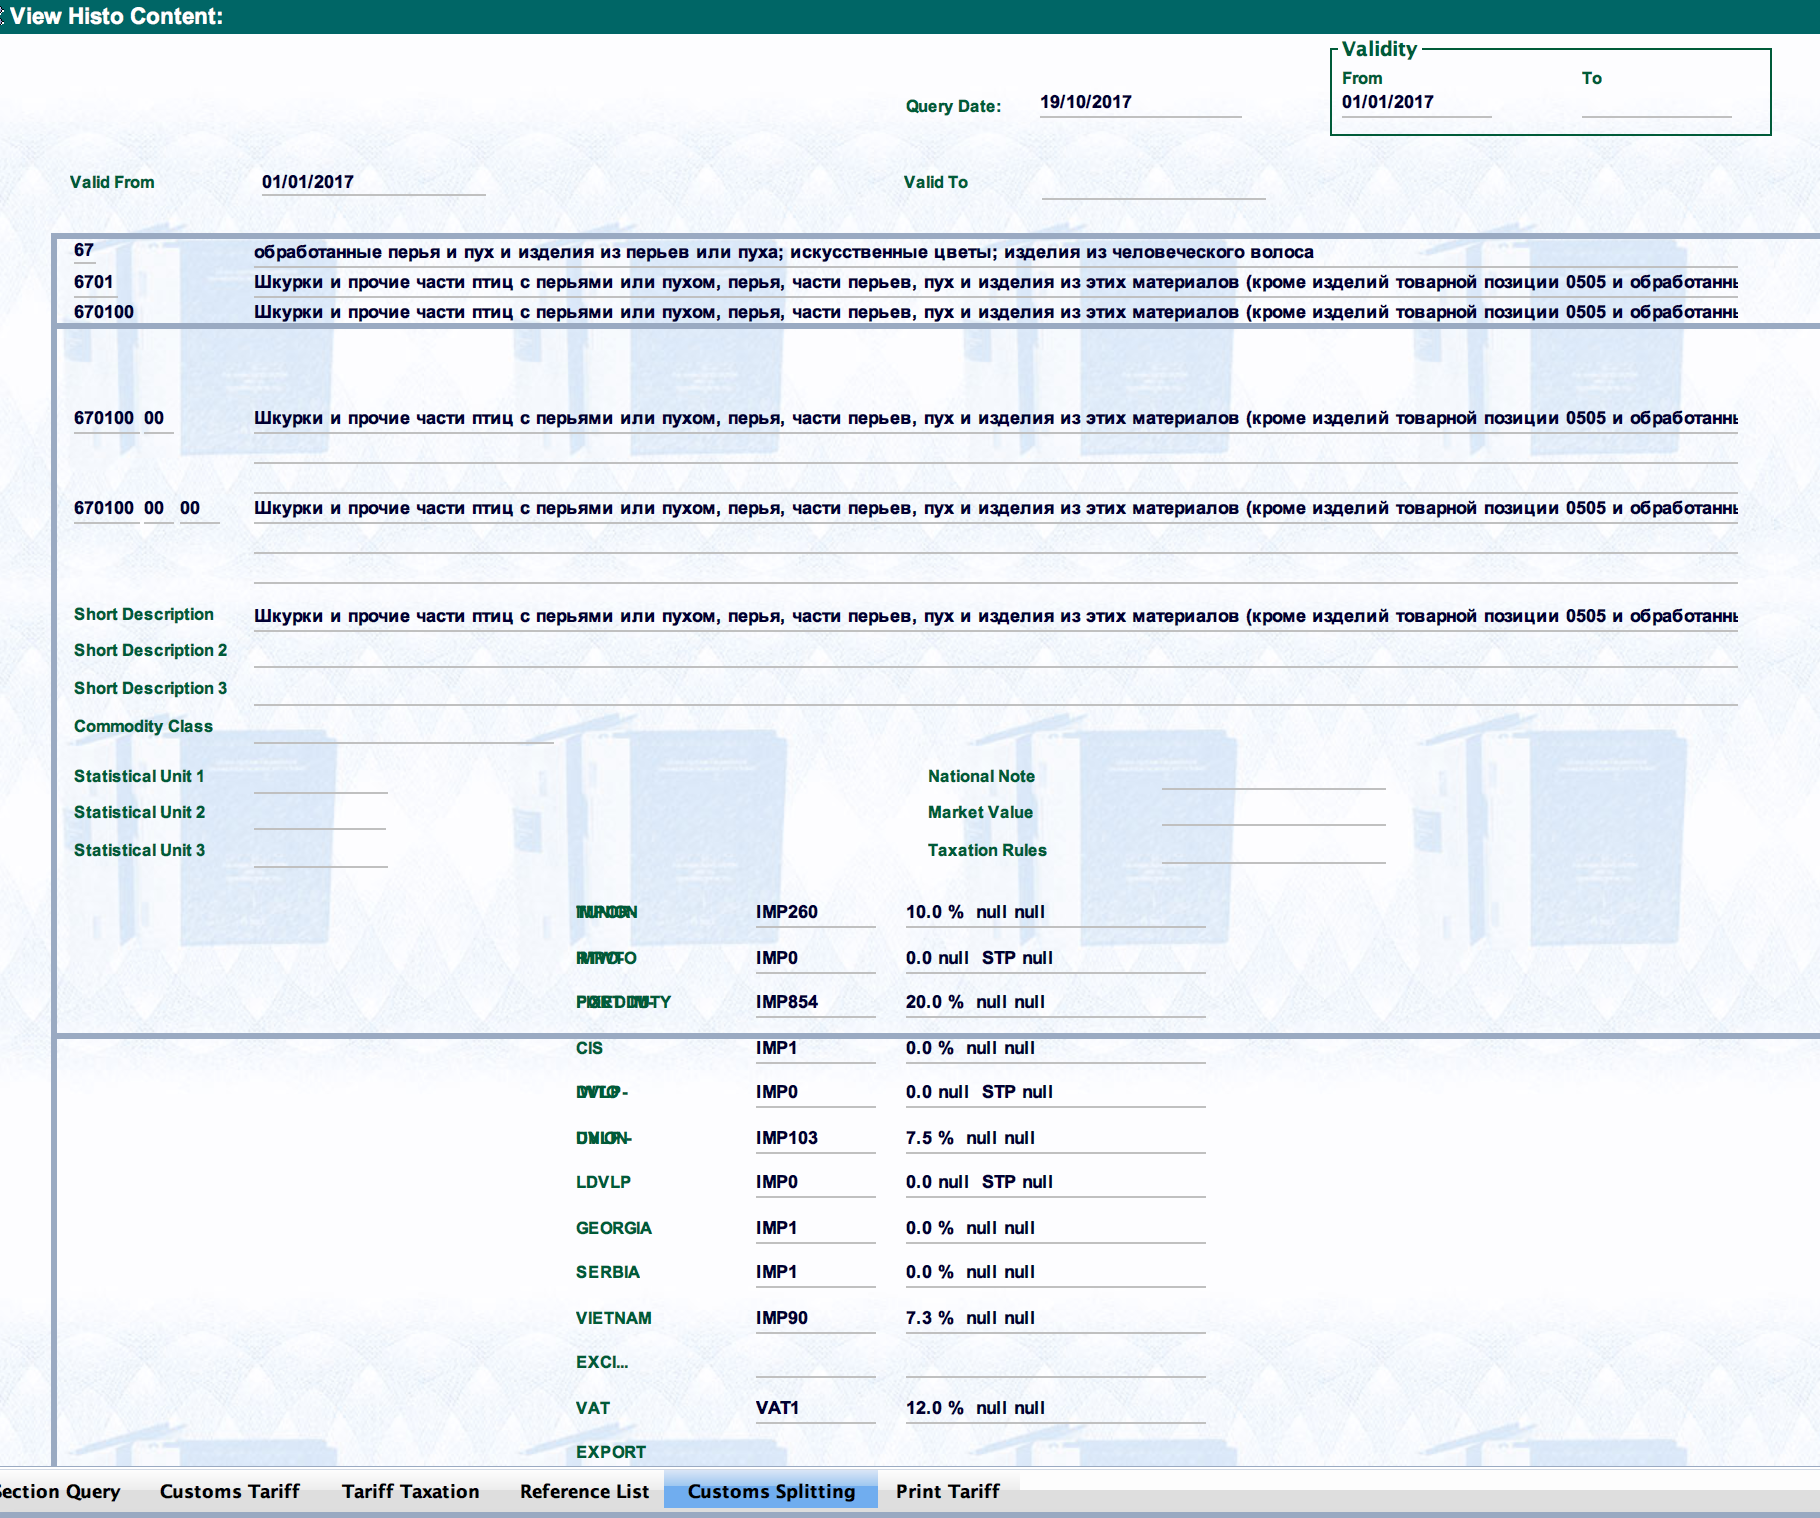 View Histo Content:
Validity
From To
Query Date: 19/10/2017 01/01/2017
Valid From 01/01/2017 Valid To
67 обработанные перья и пух и изделия из перьев или пуха; искусственные цветы; изделия из человеческого волоса
6701 Шкурки и прочие части птиц с перьями или пухом, перья, части перьев, пух и изделия из этих материалов (кроме изделий товарной позиции 0505 и обработанны
670100 Шкурки и прочие части птиц с перьями или пухом, перья, части перьев, пух и изделия из этих материалов (кроме изделий товарной позиции 0505 и обработанны
670100 00 Шкурки и прочие части птиц с перьями или пухом, перья, части перьев, пух и изделия из этих материалов (кроме изделий товарной позиции 0505 и обработанны
670100 00 00 Шкурки и прочие части птиц с перьями или пухом, перья, части перьев, пух и изделия из этих материалов (кроме изделий товарной позиции 0505 и обработанны
Short Description Шкурки и прочие части птиц с перьями или пухом, перья, части перьев, пух и изделия из этих материалов (кроме изделий товарной позиции 0505 и обработанны
Short Description 2
Short Description 3
Commodity Class
Statistical Unit 1 National Note
Statistical Unit 2 Market Value
Statistical Unit 3 Taxation Rules
IMP260 10.0 % null null
IMP0 0.0 null STP null
IMP854 20.0 % null null
CIS IMP1 0.0 % null null
IMP0 0.0 null STP null
IMP103 7.5 % null null
LDVLP IMP0 0.0 null STP null
GEORGIA IMP1 0.0 % null null
SERBIA IMP1 0.0 % null null
VIETNAM IMP90 7.3 % null null
EXCI...
VAT VAT1 12.0 % null null
EXPORT
ection Query Customs Tariff Tariff Taxation Reference List Customs Splitting Print Tariff